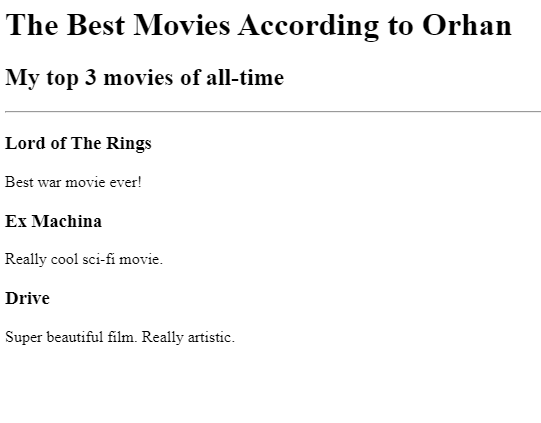 The Best Movies According to Orhan
My top 3 movies of all-time
Lord of The Rings
Best war movie ever!
Ex Machina
Really cool sci-fi movie.
Drive
Super beautiful film. Really artistic.